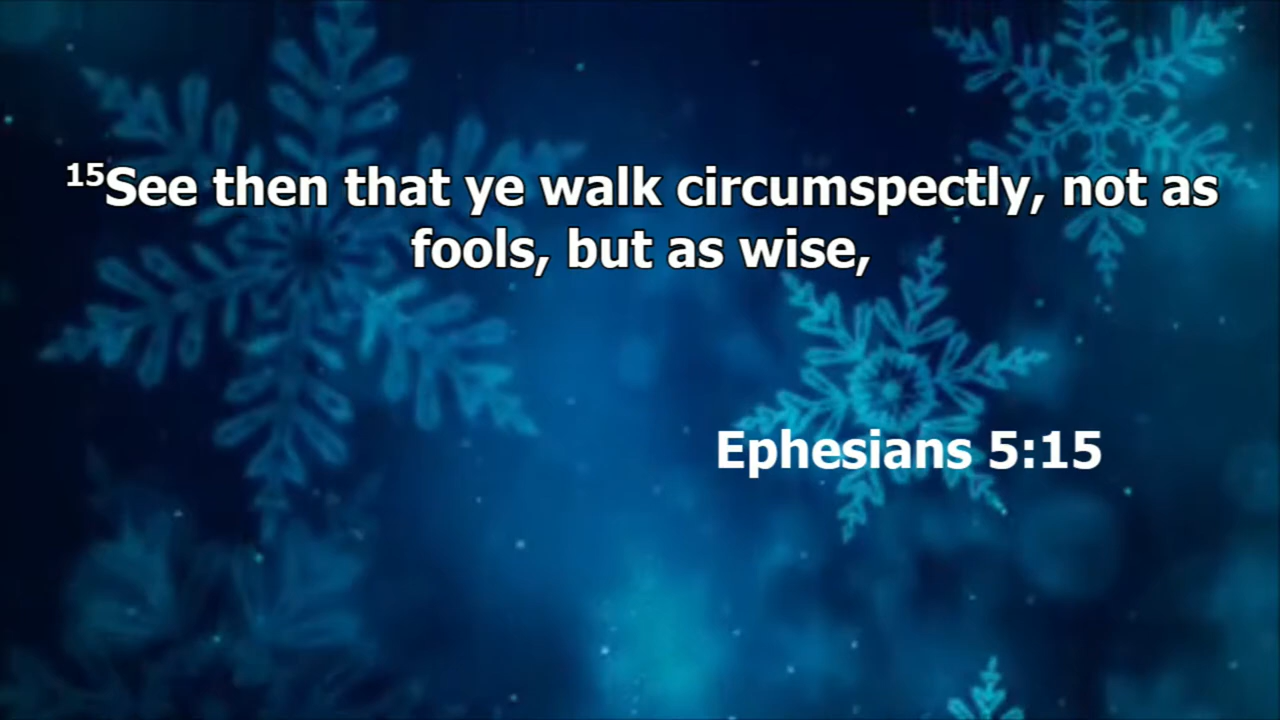 15See then that ye walk circumspectly, not as
fools, but as wise,
Ephesians 5:15